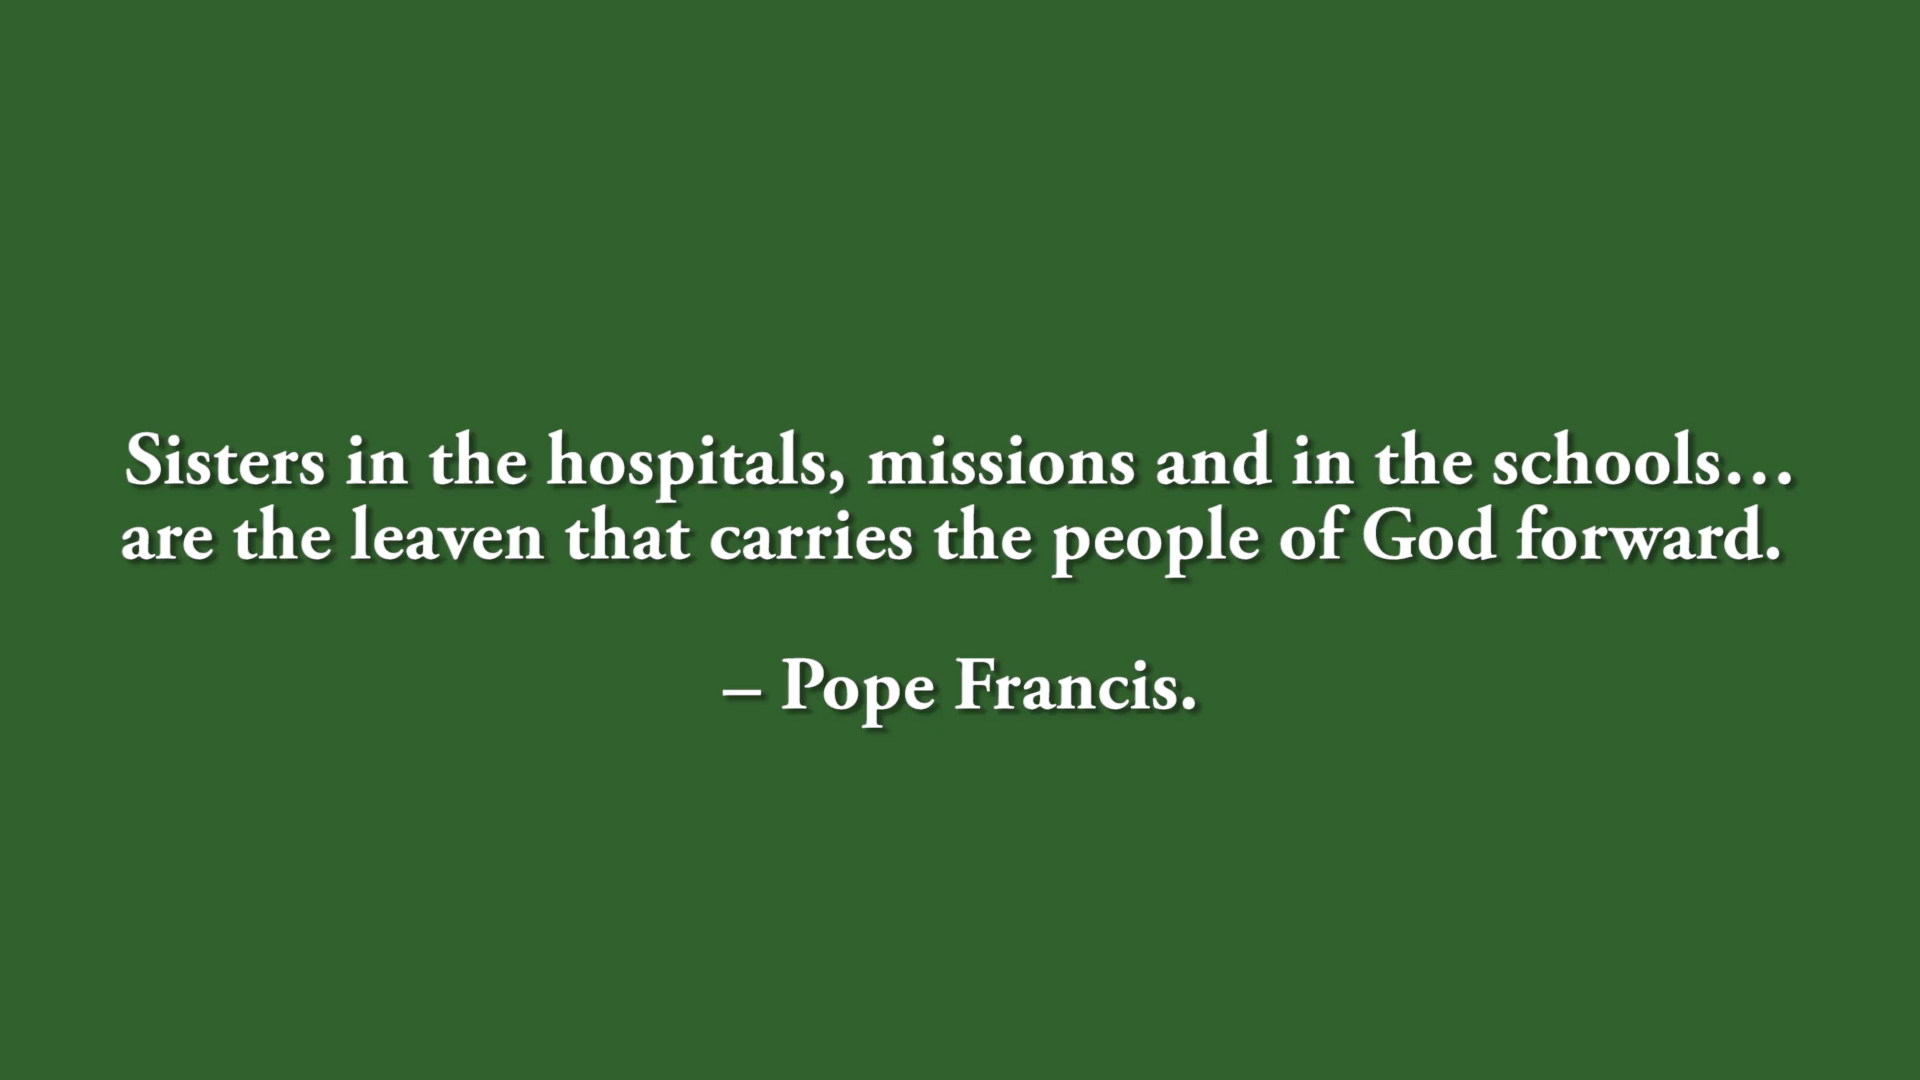 Sisters in the hospitals, missions and in the schools…
are the leaven that carries the people of God forward.
– Pope Francis.